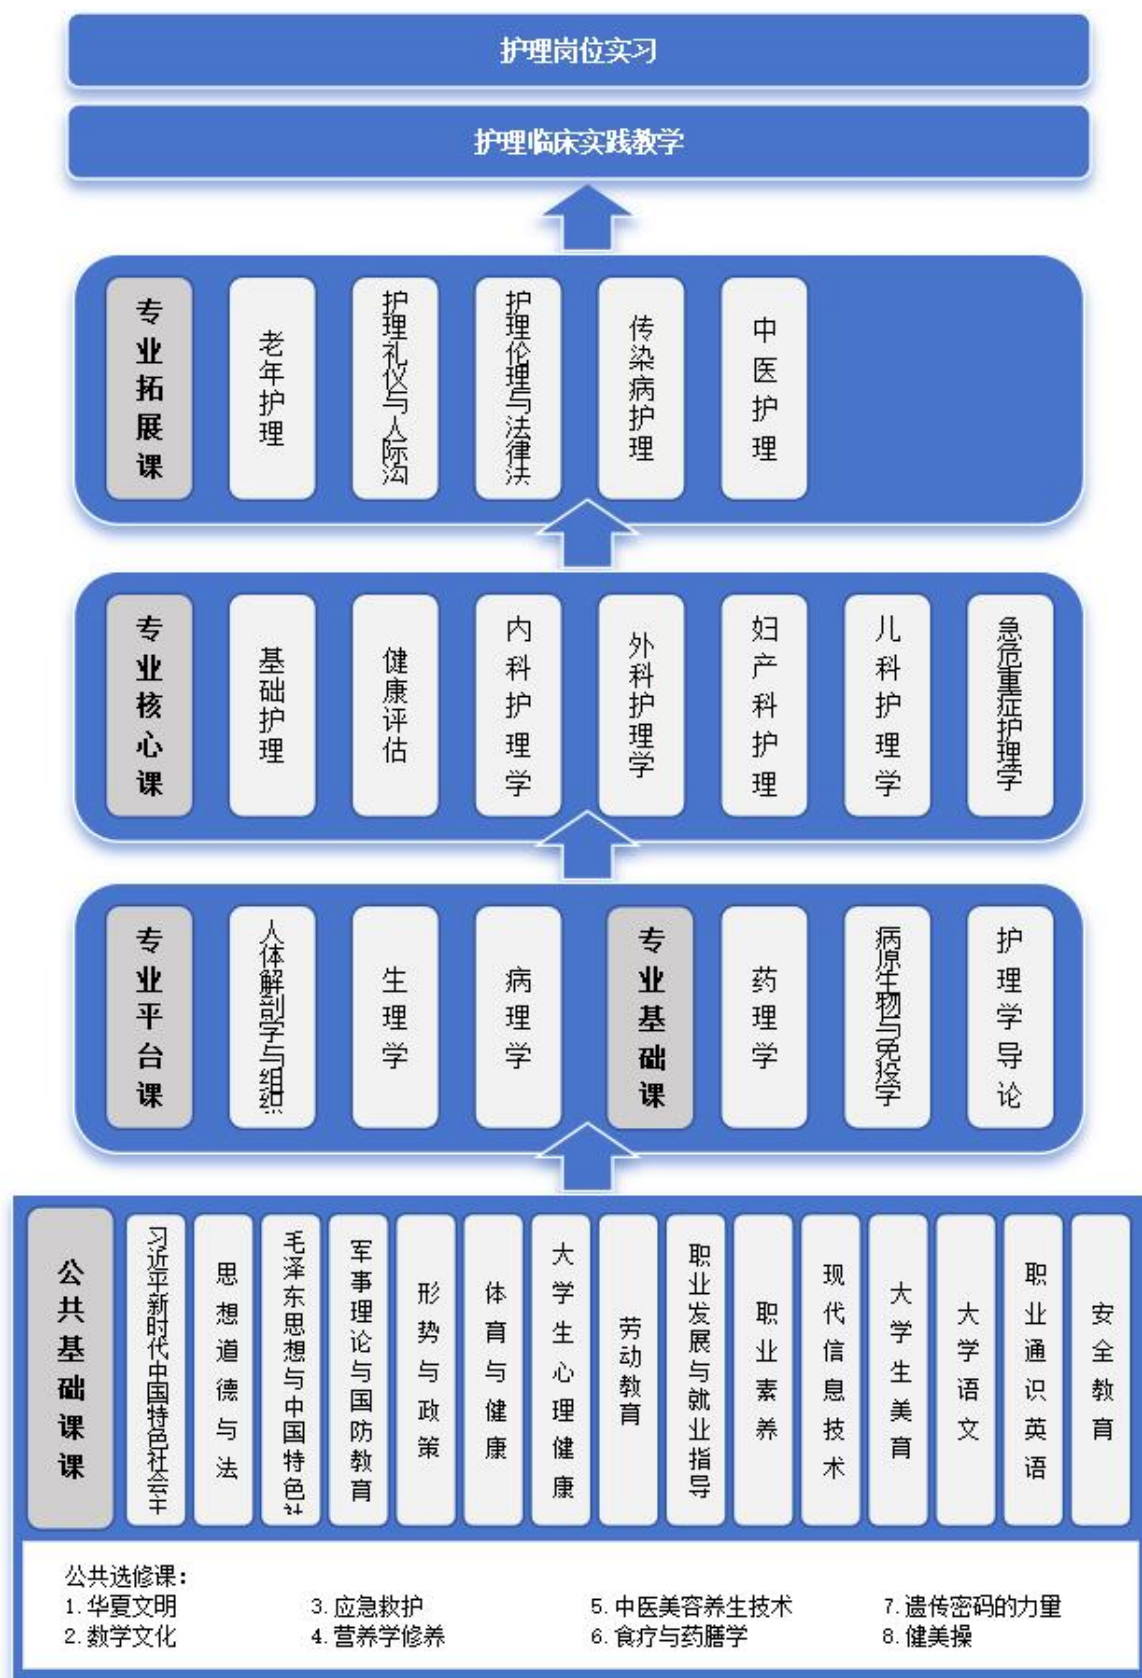 护理岗位实习
护理临床实践教学
专业拓展课
老年护理
护理礼仪与人际沟
护理伦理与法律法
传染病护理
中医护理
专业核心课
基础护理
健康评估
内科护理学
外科护理学
妇产科护理
儿科护理学
急危重症护理学
专业平台课
人体解剖学与组织
生理学
病理学
专业基础课
药理学
病原生物与免疫学
护理学导论
公共基础课课
习近平新时代中国特色社会主
思想道德与法
毛泽东思想与中国特色社
军事理论与国防教育
形势与政策
体育与健康
大学生心理健康
劳动教育
职业发展与就业指导
职业素养
现代信息技术
大学生美育
大学语文
职业通识英语
安全教育
公共选修课：
1.华夏文明 3.应急救护 5.中医美容养生技术 7.遗传密码的力量
2.数学文化 4.营养学修养 6.食疗与药膳学 8.健美操